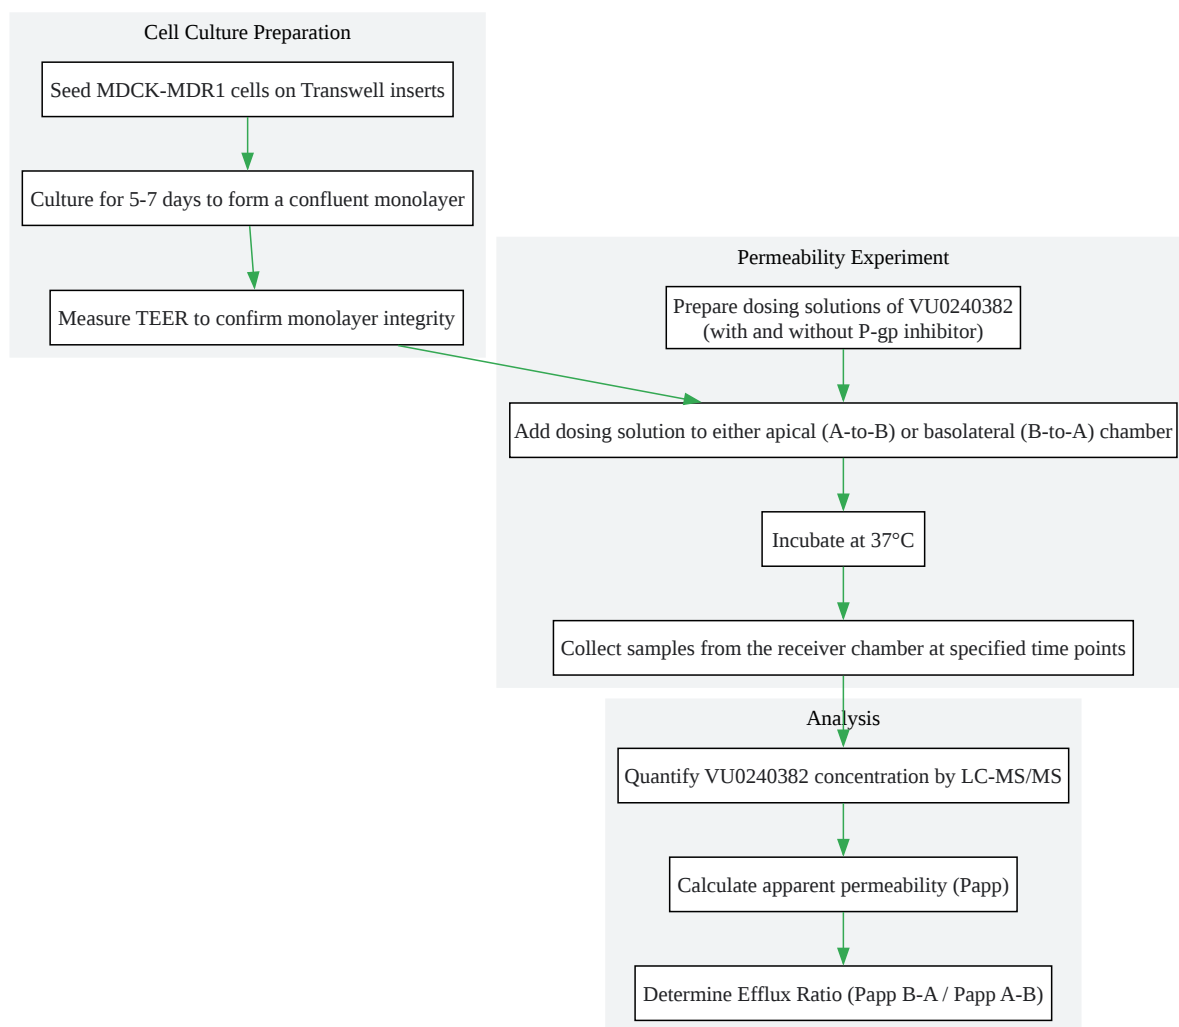 Cell Culture Preparation
Seed MDCK-MDR1 cells on Transwell inserts
Culture for 5-7 days to form a confluent monolayer
Measure TEER to confirm monolayer integrity
Permeability Experiment
Prepare dosing solutions of VU0240382
(with and without P-gp inhibitor)
Add dosing solution to either apical (A-to-B) or basolateral (B-to-A) chamber
Incubate at 37°C
Collect samples from the receiver chamber at specified time points
Analysis
Quantify VU0240382 concentration by LC-MS/MS
Calculate apparent permeability (Papp)
Determine Efflux Ratio (Papp B-A / Papp A-B)